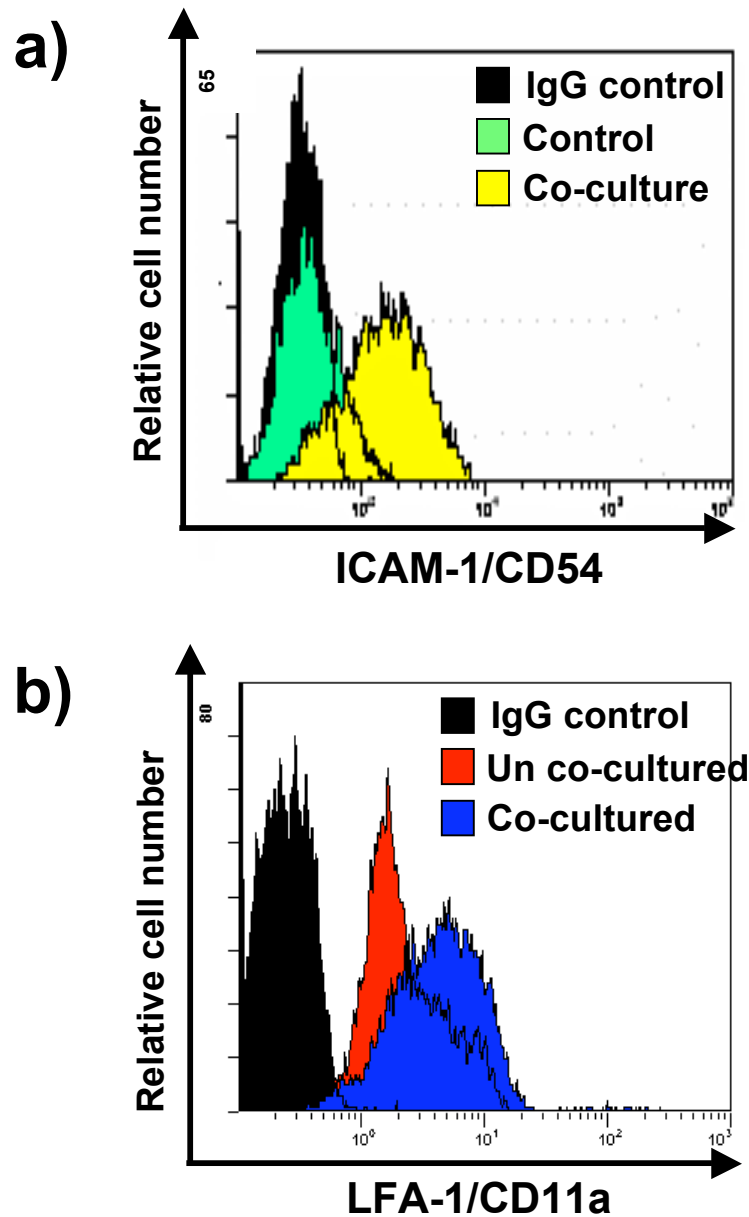 a)
65
IgG control
Control
Co-culture
Relative cell number
ICAM-1/CD54
b)
80
IgG control
Un co-cultured
Co-cultured
Relative cell number
10⁰ 10¹ 10² 10³
LFA-1/CD11a